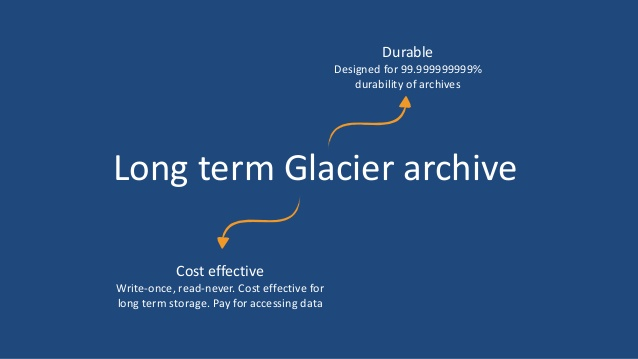 Durable
Designed for 99.999999999%
durability of archives
Long term Glacier archive
Cost effective
Write-once, read-never. Cost effective for
long term storage. Pay for accessing data